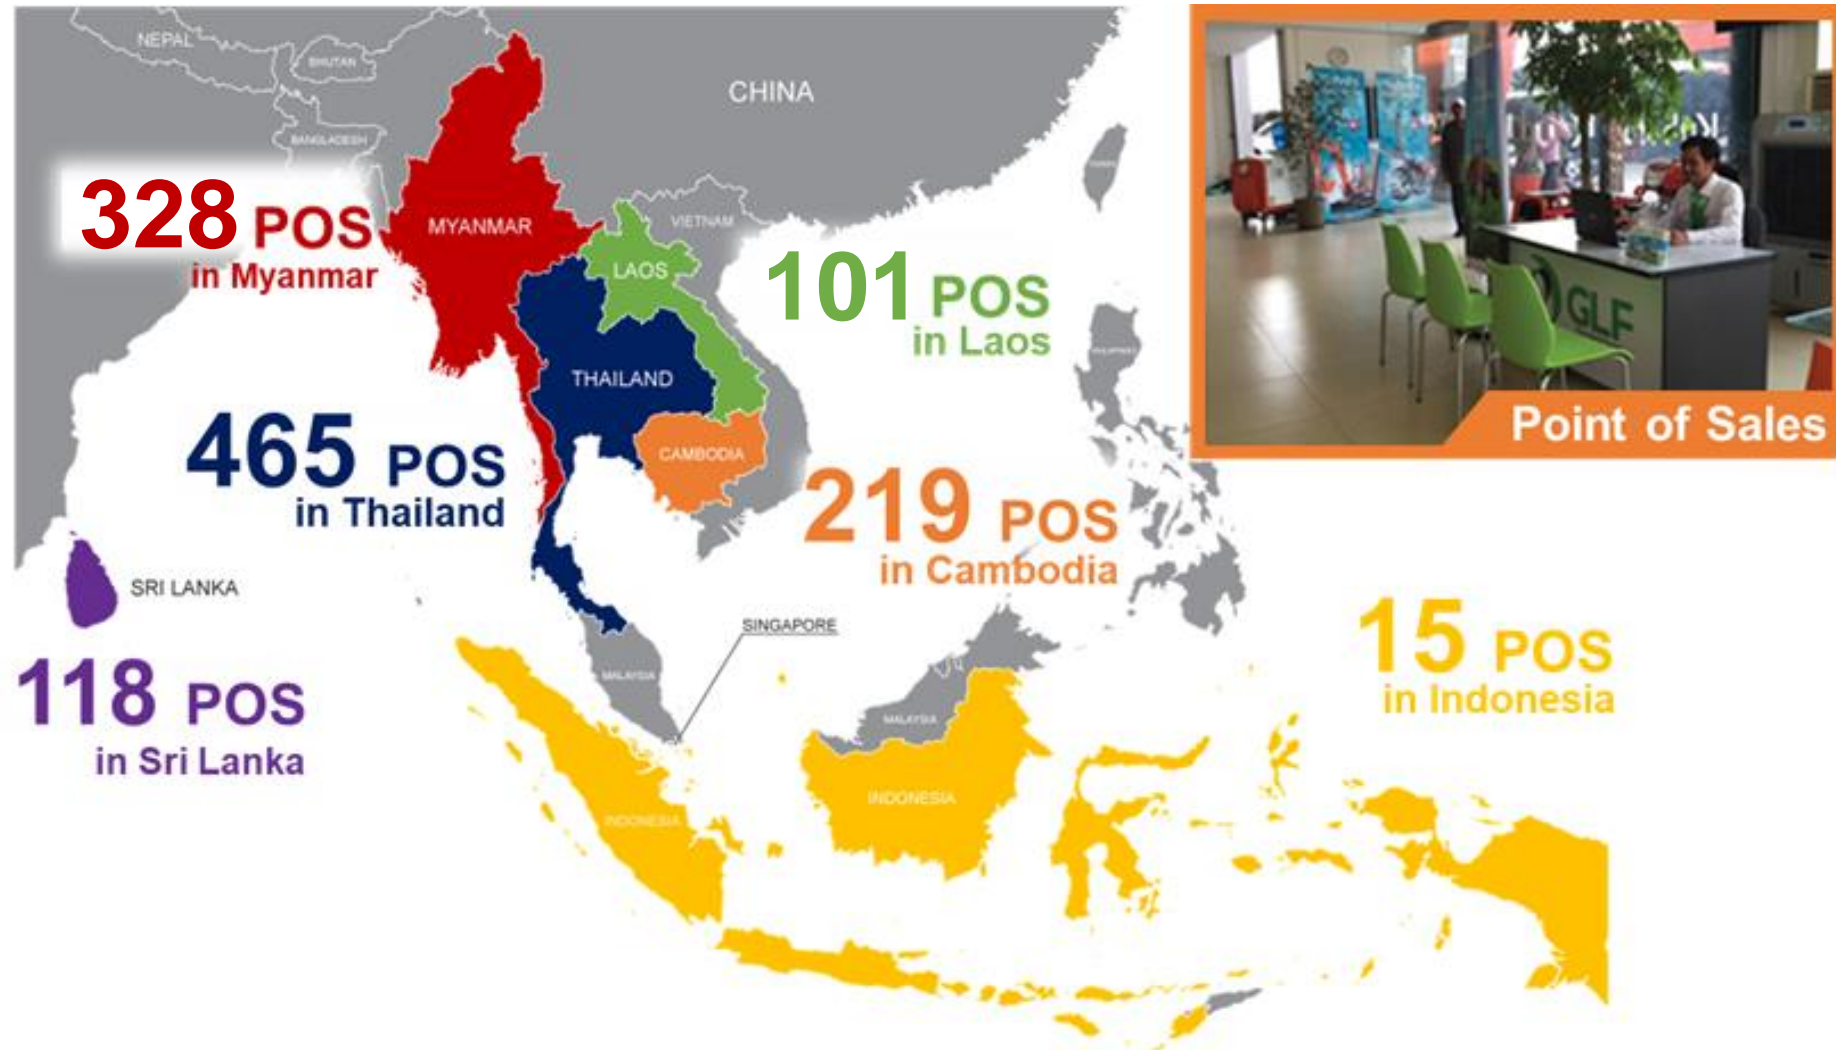 NEPAL
BHUTAN
CHINA
BANGLADESH
TAIWAN
328 POS
in Myanmar
MYANMAR
VIETNAM
LAOS
101 POS
in Laos
PHILIPPINES
GLF
Point of Sales
THAILAND
465 POS
in Thailand
CAMBODIA
219 POS
in Cambodia
SRI LANKA
118 POS
in Sri Lanka
SINGAPORE
MALAYSIA
MALAYSIA
15 POS
in Indonesia
INDONESIA
INDONESIA